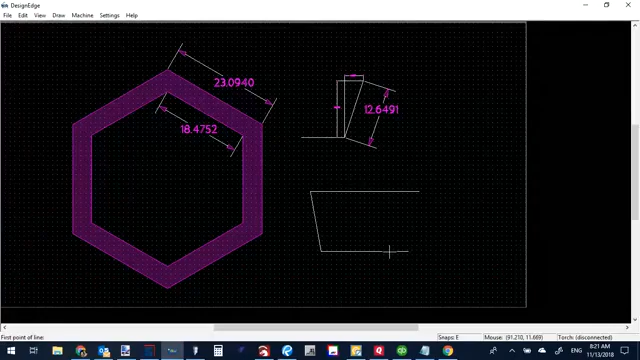 DesignEdge
File Edit View Draw Machine Settings Help
23.0940
12.6491
18.4752
First point of line:
Snaps: E
Mouse: (91.210, 11.669)
Torch: (disconnected)
ENG
8:21 AM
11/13/2018